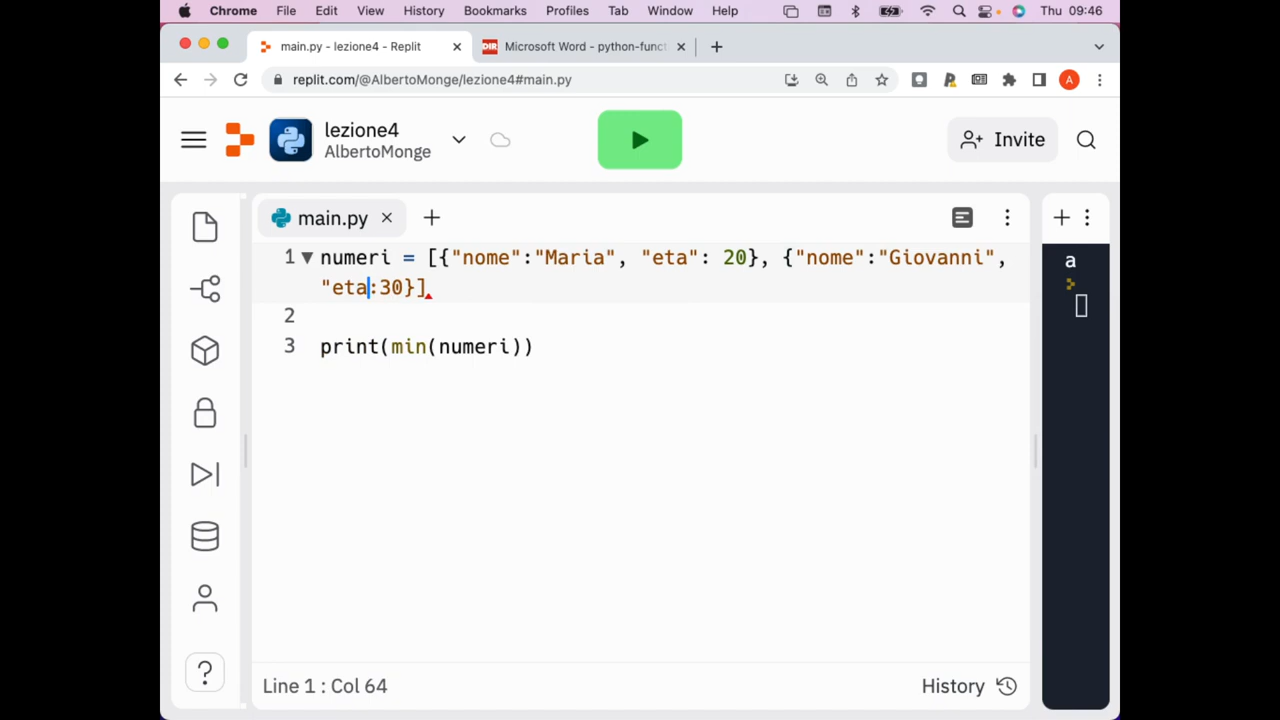 Chrome File Edit View History Bookmarks Profiles Tab Window Help Thu 09:46
main.py - lezione4 - Replit Microsoft Word - python-funct
replit.com/@AlbertoMonge/lezione4#main.py A
lezione4
AlbertoMonge
Invite
main.py
1 numeri = [{"nome":"Maria", "eta": 20}, {"nome":"Giovanni",
"eta:30}]
2
3 print(min(numeri))
a
Line 1 : Col 64 History